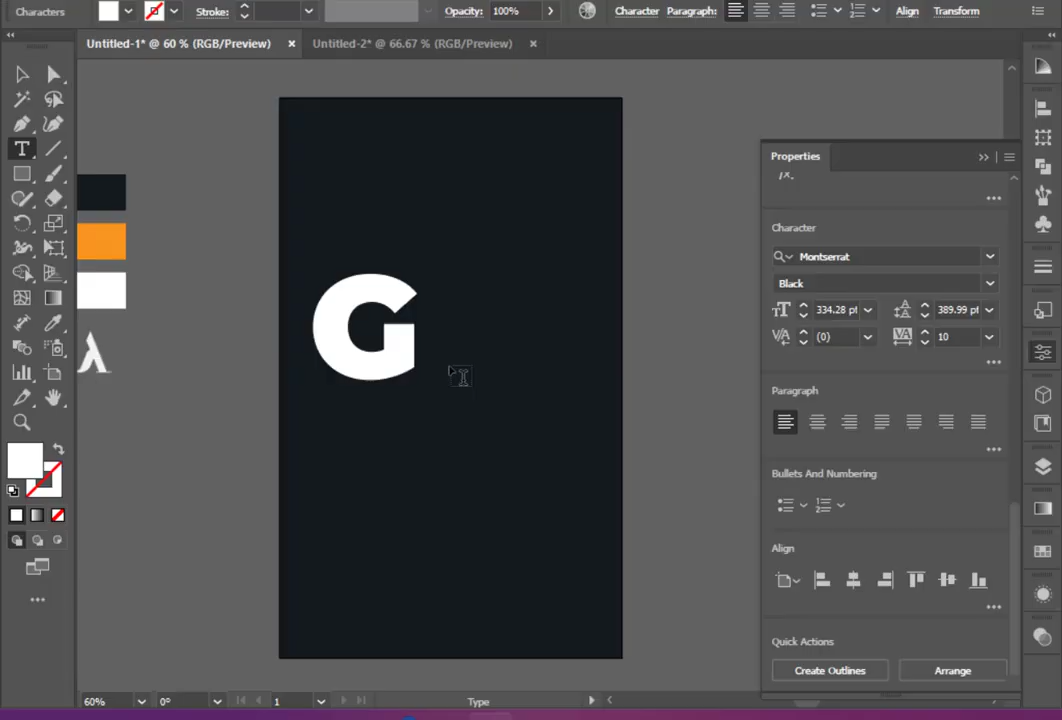 Characters Stroke: Opacity: 100% Character Paragraph: Align Transform
Untitled-1* @ 60 % (RGB/Preview) × Untitled-2* @ 66.67 % (RGB/Preview) ×
Properties
Character
Montserrat
Black
334.28 pt 389.99 pt
(0) 10
Paragraph
Bullets And Numbering
Align
Quick Actions
Create Outlines Arrange
G
λ
60% 0° 1 Type